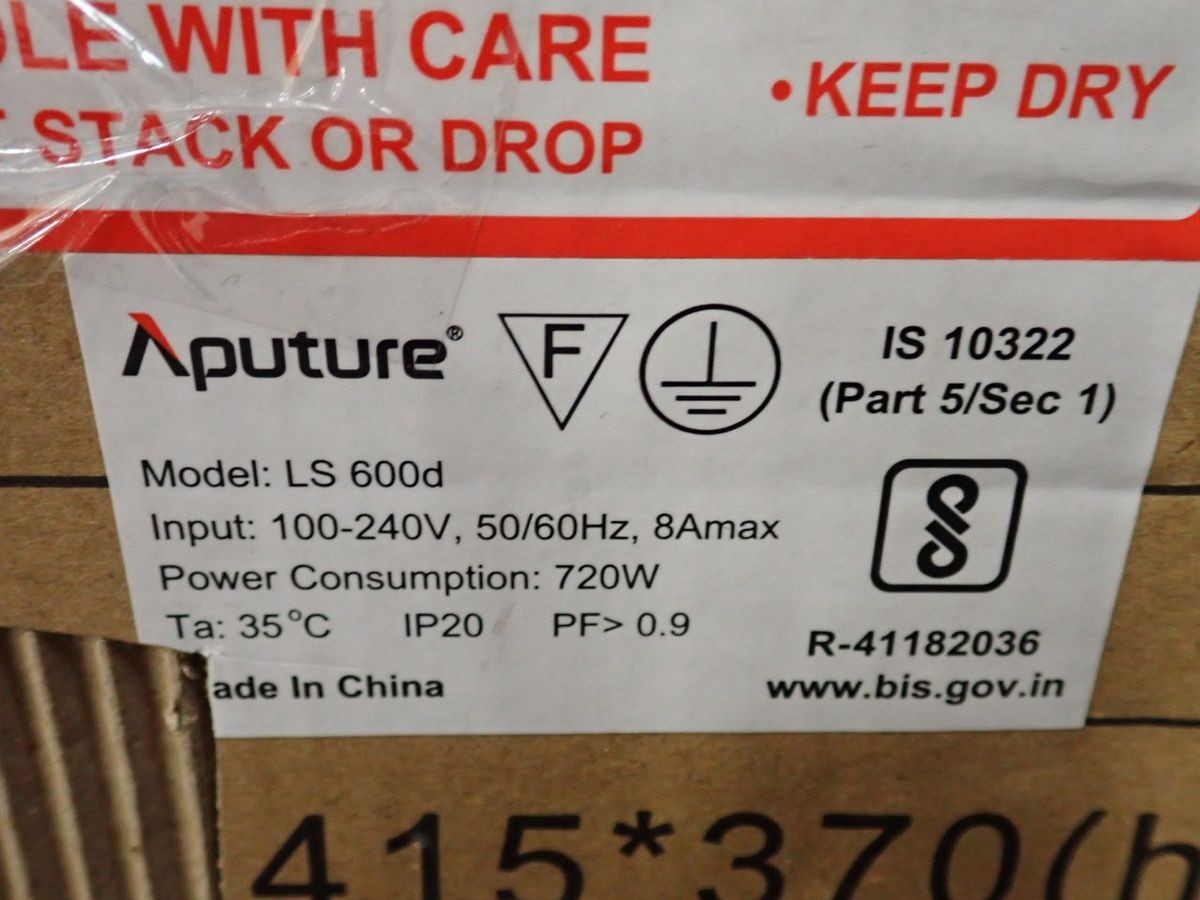 WITH CARE
STACK OR DROP
•KEEP DRY
Aputure®
F
IS 10322
(Part 5/Sec 1)
Model: LS 600d
Input: 100-240V, 50/60Hz, 8Amax
Power Consumption: 720W
Ta: 35°C IP20 PF> 0.9
ade In China
R-41182036
www.bis.gov.in
415*370(h